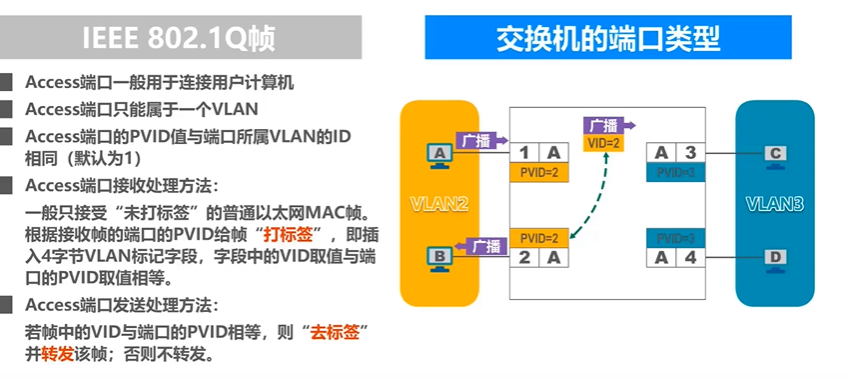 IEEE 802.1Q帧
Access端口一般用于连接用户计算机
Access端口只能属于一个VLAN
Access端口的PVID值与端口所属VLAN的ID
相同（默认为1）
Access端口接收处理方法：
一般只接受“未打标签”的普通以太网MAC帧。
根据接收帧的端口的PVID给帧“打标签”，即插
入4字节VLAN标记字段，字段中的VID取值与端
口的PVID取值相等。
Access端口发送处理方法：
若帧中的VID与端口的PVID相等，则“去标签”
并转发该帧；否则不转发。
交换机的端口类型
VLAN2
A
广播
1 A
PVID=2
广播
VID=2
A 3
PVID=3
C
VLAN3
B
广播
PVID=2
2 A
PVID=3
A 4
D